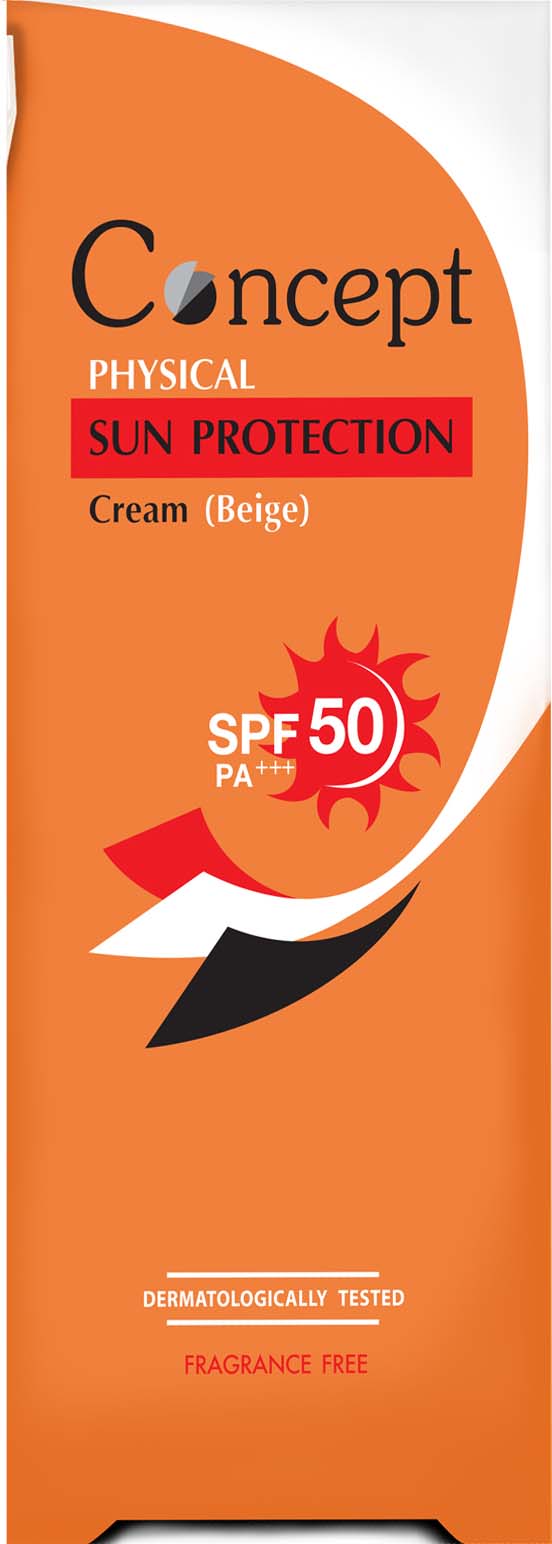 Concept
PHYSICAL
SUN PROTECTION
Cream (Beige)
SPF 50
PA+++
DERMATOLOGICALLY TESTED
FRAGRANCE FREE